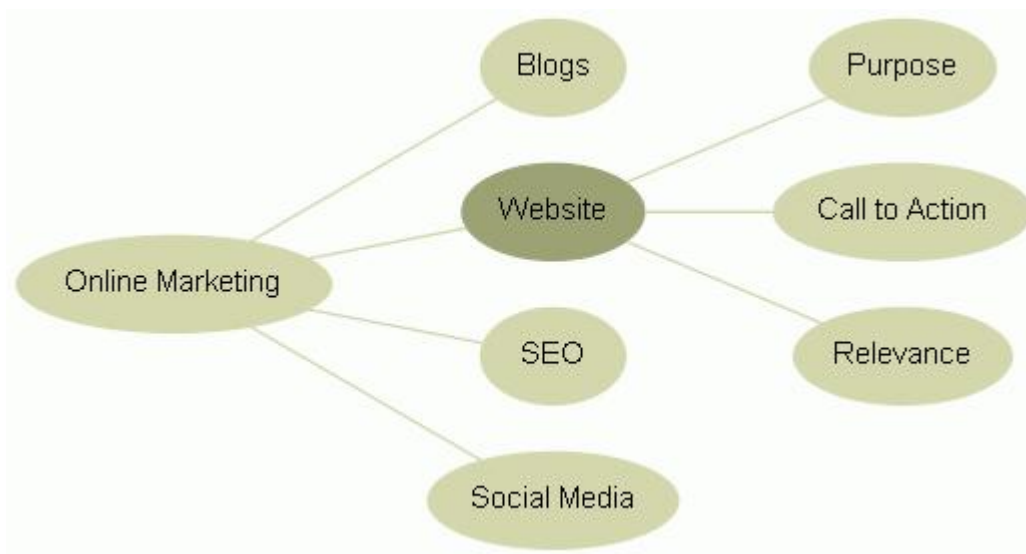 Online Marketing
Blogs
Website
SEO
Social Media
Purpose
Call to Action
Relevance